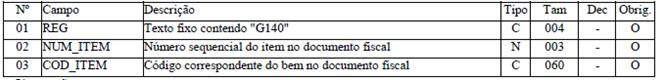 Nº Campo Descrição Tipo Tam Dec Obrig.
01 REG Texto fixo contendo "G140" C 004 - O
02 NUM_ITEM Número sequencial do item no documento fiscal N 003 - O
03 COD_ITEM Código correspondente do bem no documento fiscal C 060 - O